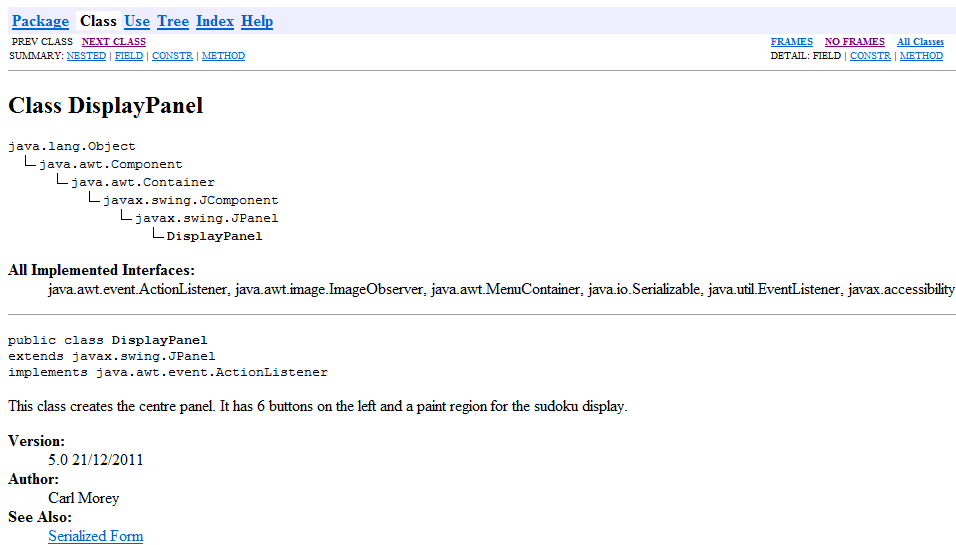 Package Class Use Tree Index Help
PREV CLASS NEXT CLASS FRAMES NO FRAMES All Classes
SUMMARY: NESTED | FIELD | CONSTR | METHOD DETAIL: FIELD | CONSTR | METHOD
Class DisplayPanel
java.lang.Object
java.awt.Component
java.awt.Container
javax.swing.JComponent
javax.swing.JPanel
DisplayPanel
All Implemented Interfaces:
java.awt.event.ActionListener, java.awt.image.ImageObserver, java.awt.MenuContainer, java.io.Serializable, java.util.EventListener, javax.accessibility
public class DisplayPanel
extends javax.swing.JPanel
implements java.awt.event.ActionListener
This class creates the centre panel. It has 6 buttons on the left and a paint region for the sudoku display.
Version:
5.0 21/12/2011
Author:
Carl Morey
See Also:
Serialized Form